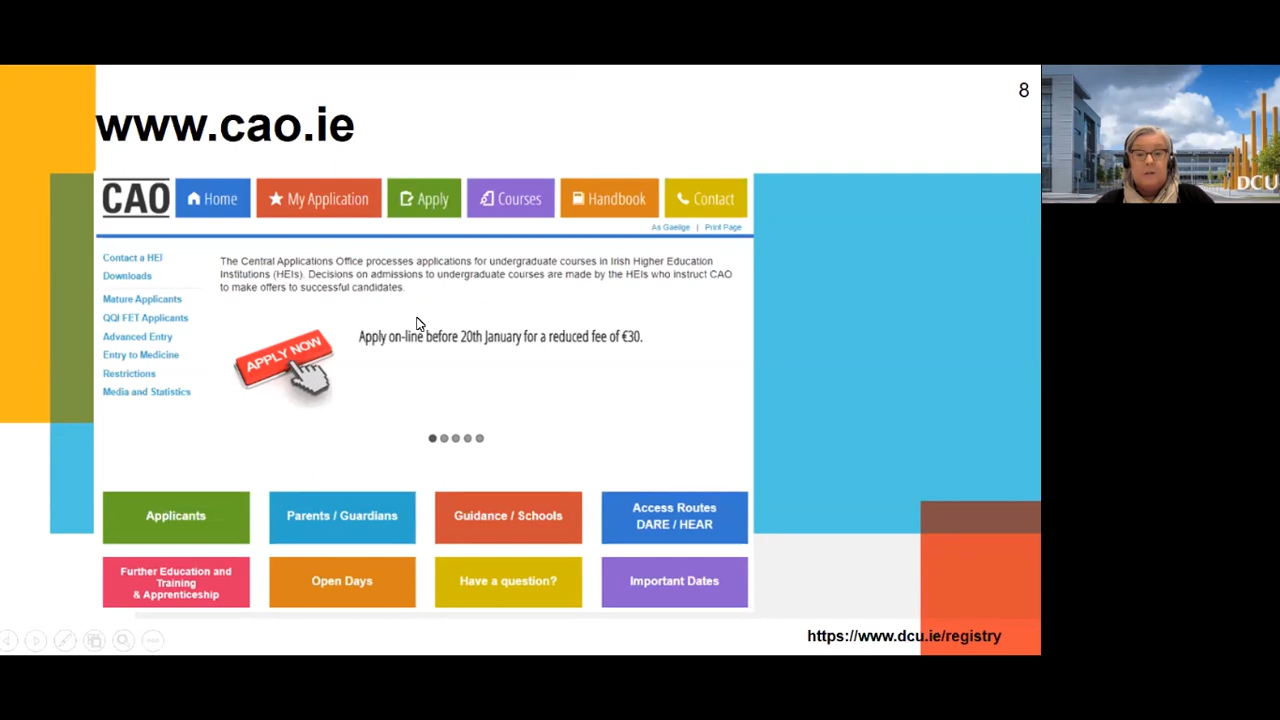 8
www.cao.ie
CAO
Home
My Application
Apply
Courses
Handbook
Contact
As Gaeilge | Print Page
Contact a HEI
Downloads
Mature Applicants
QQI FET Applicants
Advanced Entry
Entry to Medicine
Restrictions
Media and Statistics
The Central Applications Office processes applications for undergraduate courses in Irish Higher Education
Institutions (HEIs). Decisions on admissions to undergraduate courses are made by the HEIs who instruct CAO
to make offers to successful candidates.
APPLY NOW
Apply on-line before 20th January for a reduced fee of €30.
Applicants
Parents / Guardians
Guidance / Schools
Access Routes
DARE / HEAR
Further Education and
Training
& Apprenticeship
Open Days
Have a question?
Important Dates
https://www.dcu.ie/registry
DCU